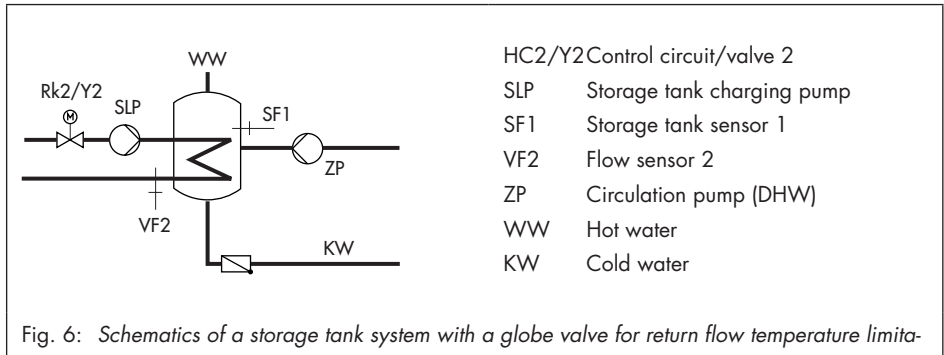 WW
Rk2/Y2
SLP
M
SF1
ZP
VF2
KW
HC2/Y2 Control circuit/valve 2
SLP Storage tank charging pump
SF1 Storage tank sensor 1
VF2 Flow sensor 2
ZP Circulation pump (DHW)
WW Hot water
KW Cold water
Fig. 6: Schematics of a storage tank system with a globe valve for return flow temperature limita-